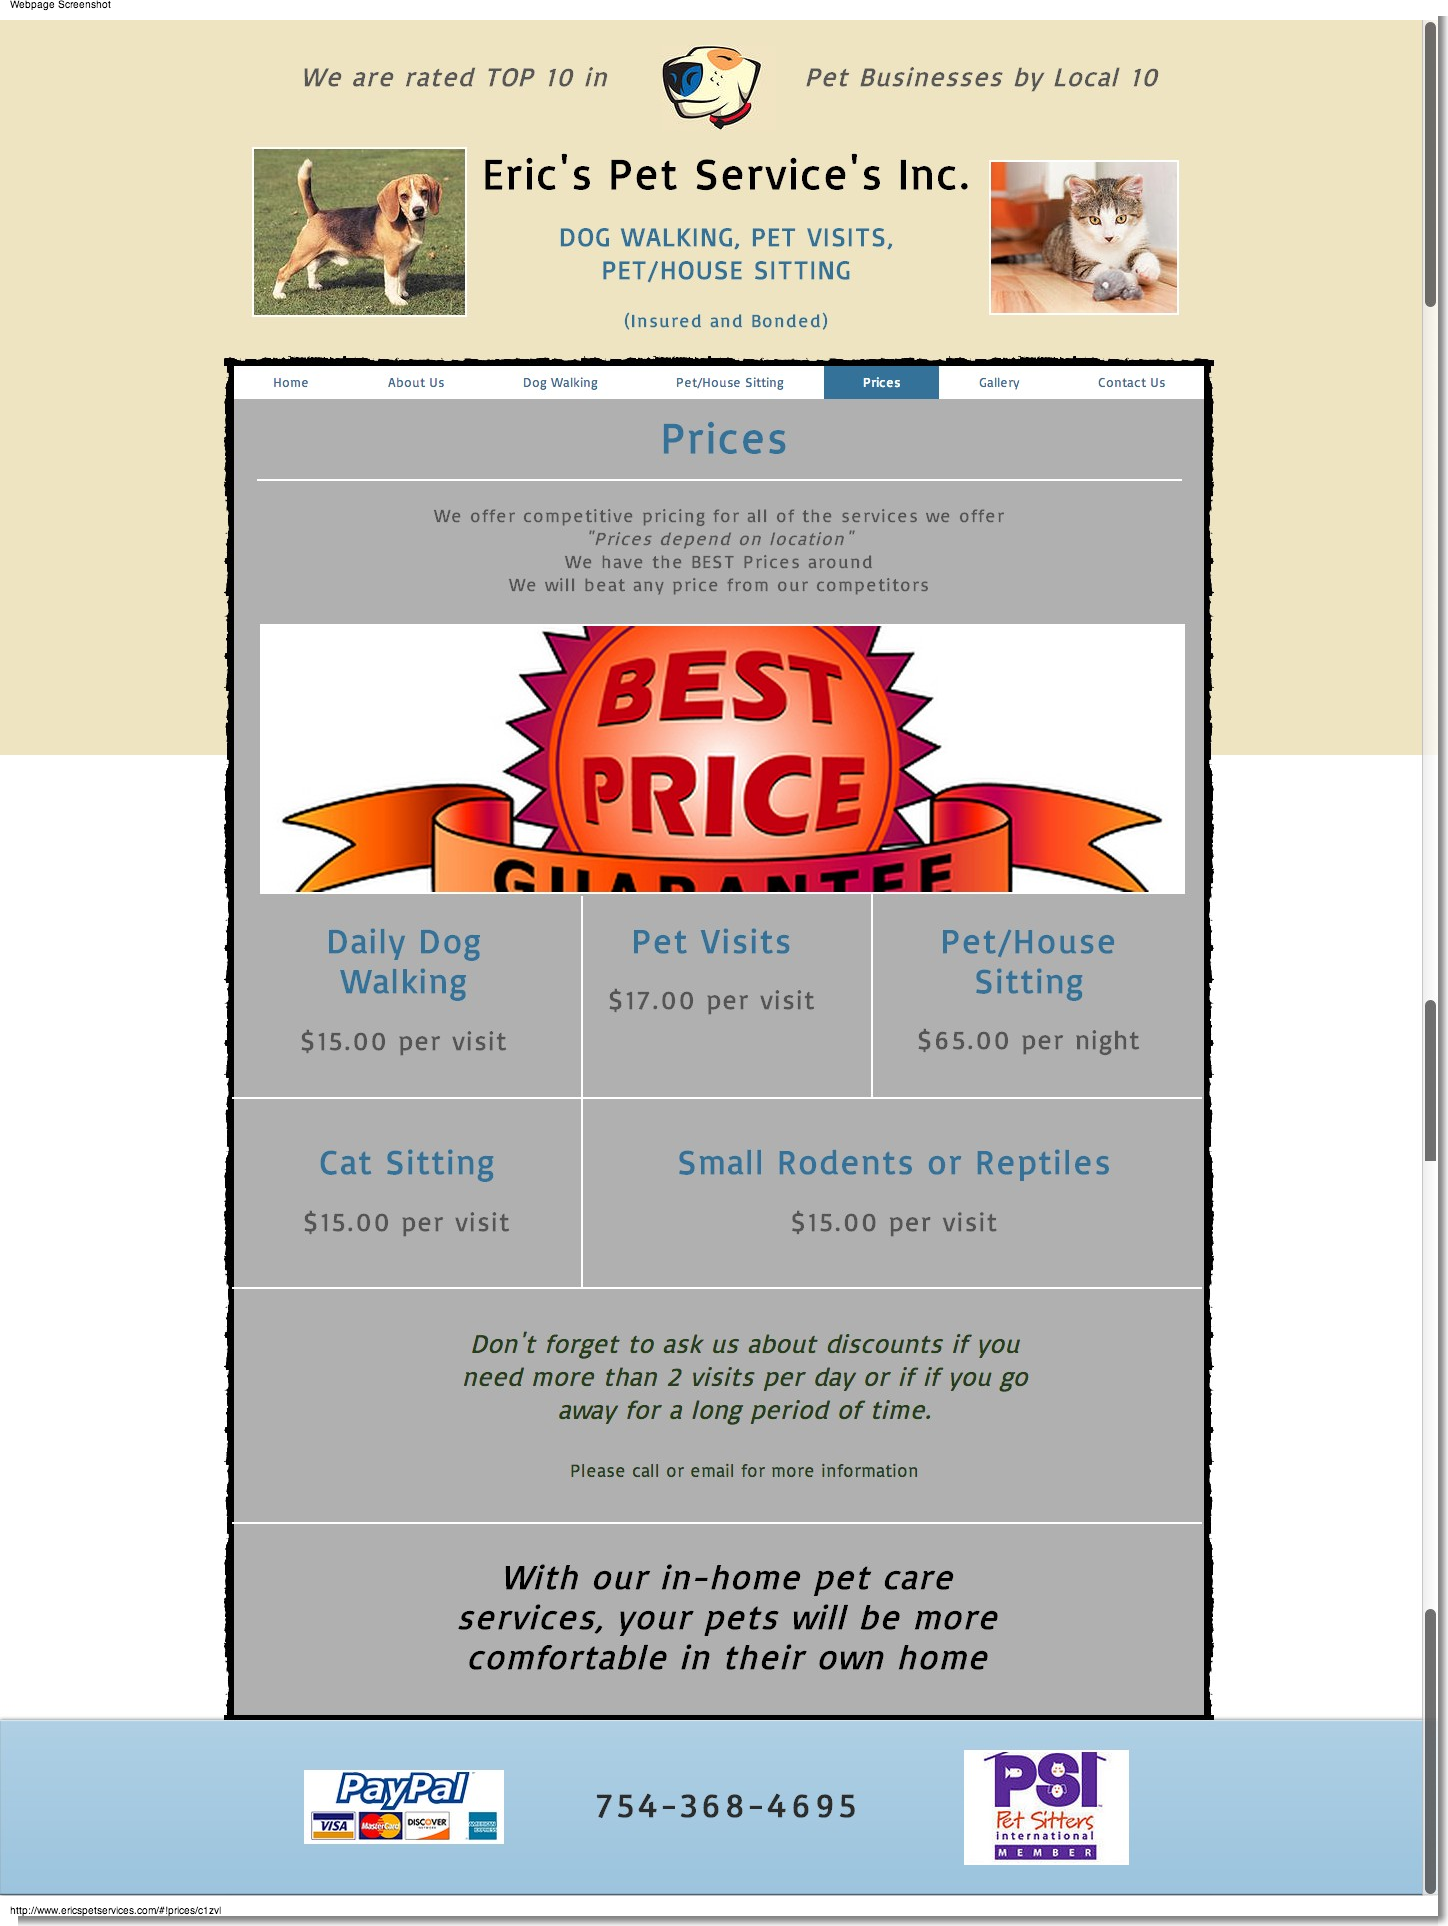 Webpage Screenshot
We are rated TOP 10 in
Pet Businesses by Local 10
Eric's Pet Service's Inc.
DOG WALKING, PET VISITS,
PET/HOUSE SITTING
(Insured and Bonded)
Home About Us Dog Walking Pet/House Sitting Prices Gallery Contact Us
Prices
We offer competitive pricing for all of the services we offer
"Prices depend on location"
We have the BEST Prices around
We will beat any price from our competitors
BEST
PRICE
GUARANTEE
Daily Dog
Walking
$15.00 per visit
Pet Visits
$17.00 per visit
Pet/House
Sitting
$65.00 per night
Cat Sitting
$15.00 per visit
Small Rodents or Reptiles
$15.00 per visit
Don't forget to ask us about discounts if you
need more than 2 visits per day or if if you go
away for a long period of time.
Please call or email for more information
With our in-home pet care
services, your pets will be more
comfortable in their own home
PayPal
VISA MasterCard DISCOVER NETWORK AMERICAN EXPRESS
754-368-4695
PSI
Pet Sitters
international
MEMBER
http://www.ericspetservices.com/#!prices/c1zvl